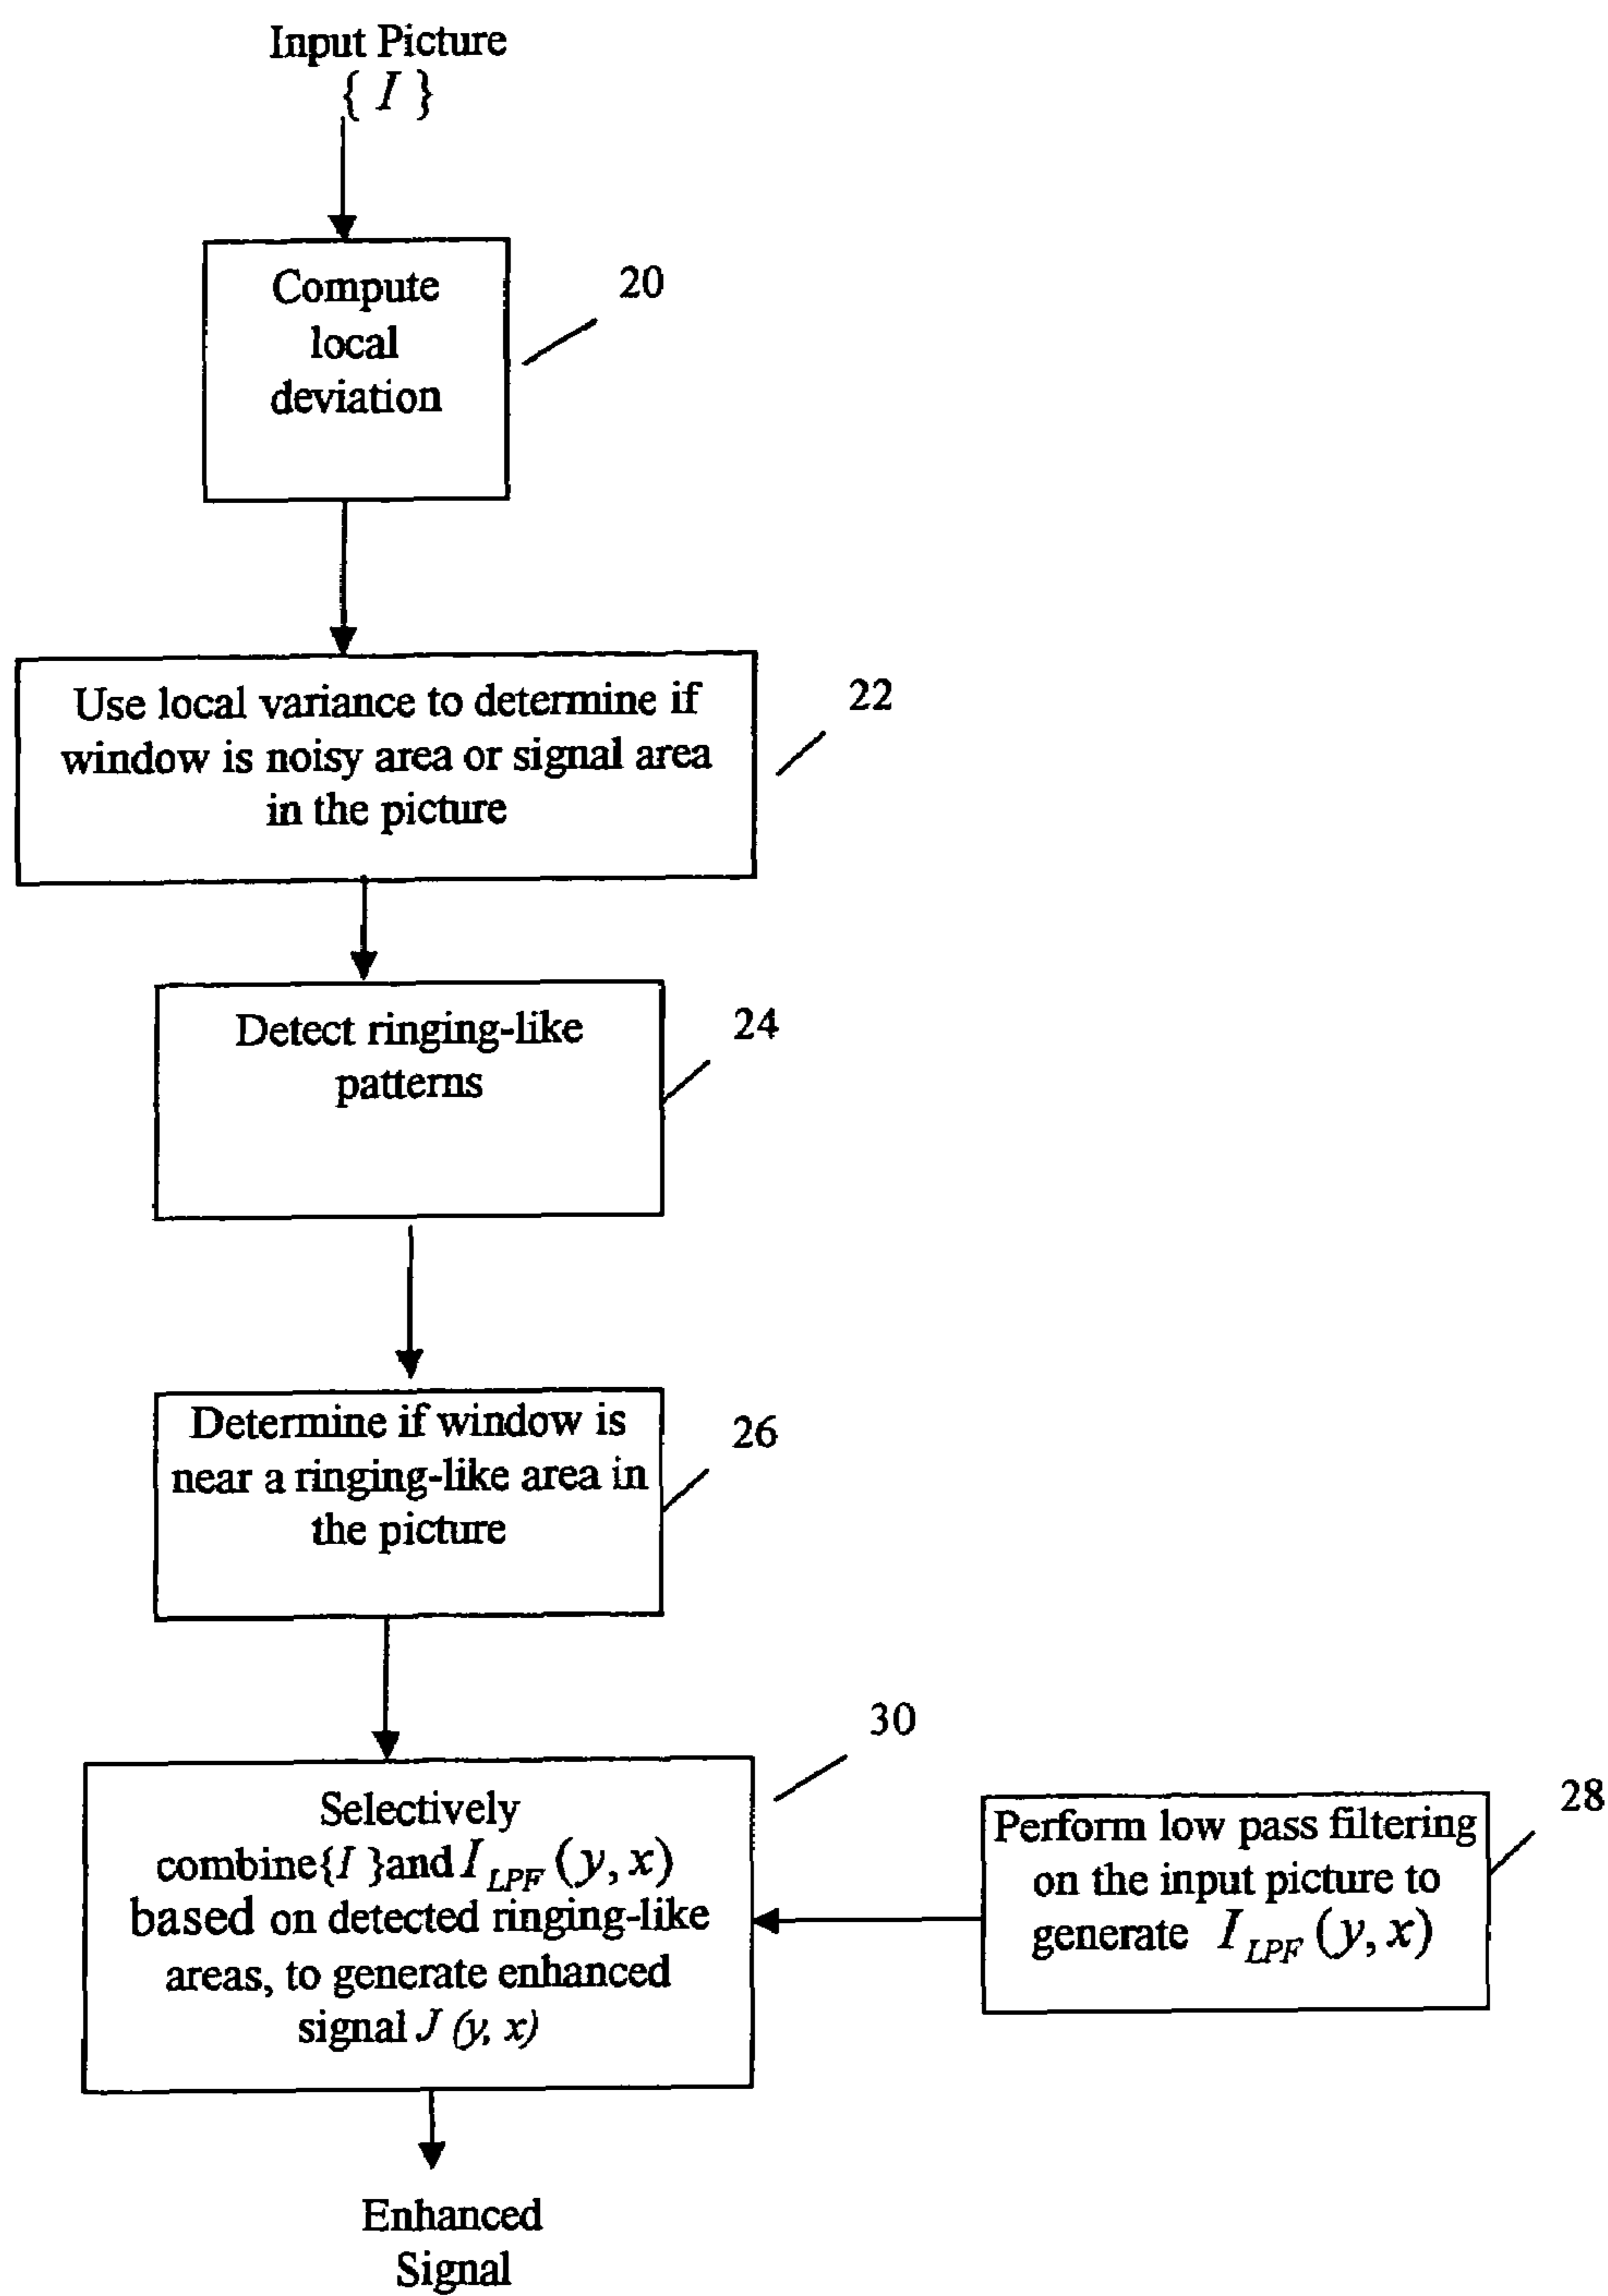 Input Picture
{ I }
Compute
local
deviation
20
Use local variance to determine if
window is noisy area or signal area
in the picture
22
Detect ringing-like
patterns
24
Determine if window is
near a ringing-like area in
the picture
26
Selectively
combine{I }and I LPF (y, x)
based on detected ringing-like
areas, to generate enhanced
signal J (y, x)
30
Perform low pass filtering
on the input picture to
generate I LPF (y, x)
28
Enhanced
Signal